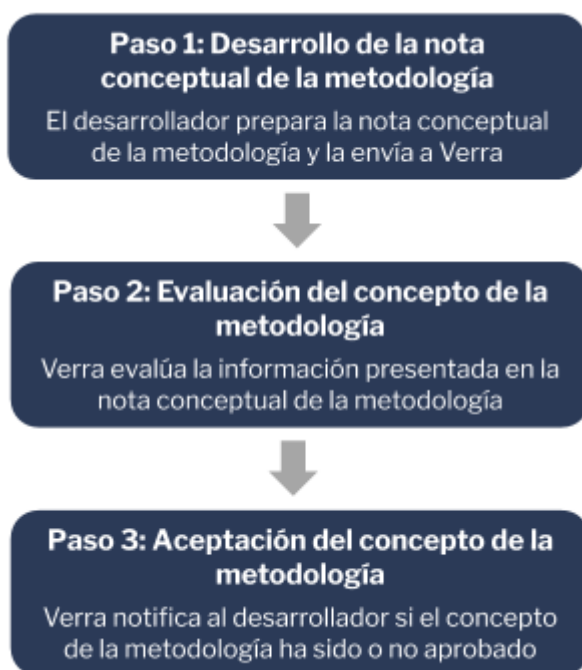 Paso 1: Desarrollo de la nota
conceptual de la metodología
El desarrollador prepara la nota conceptual
de la metodología y la envía a Verra
Paso 2: Evaluación del concepto de la
metodología
Verra evalúa la información presentada en la
nota conceptual de la metodología
Paso 3: Aceptación del concepto de la
metodología
Verra notifica al desarrollador si el concepto
de la metodología ha sido o no aprobado